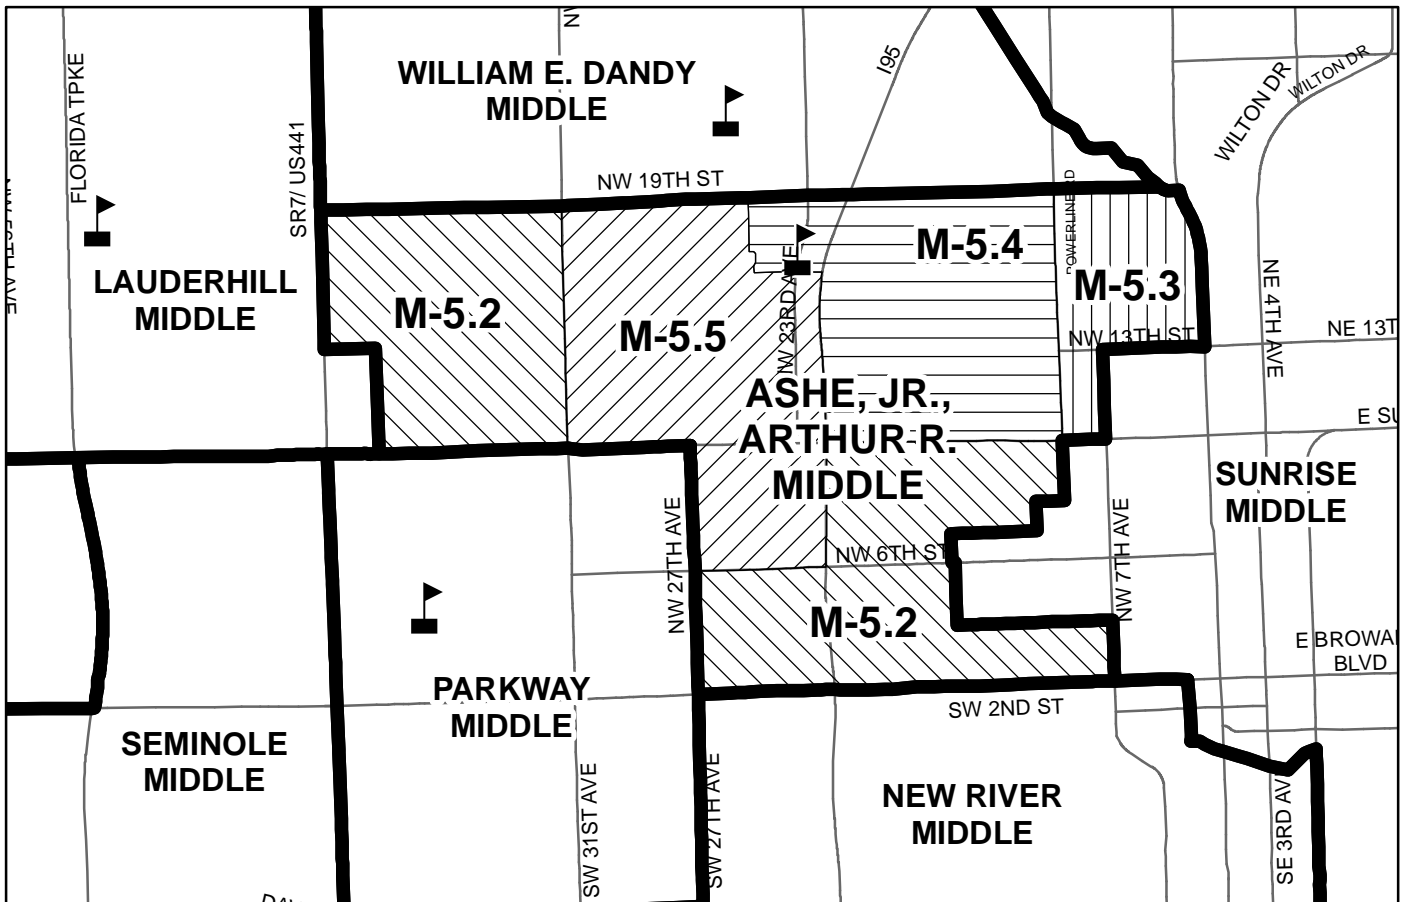 WILLIAM E. DANDY
MIDDLE
I95
WILTON DR
WILTON DR
FLORIDA TPKE
SR7/ US441
NW 19TH ST
POWERLINE RD
LAUDERHILL
MIDDLE
M-5.2
M-5.5
M-5.4
M-5.3
NW 23RD AVE
NW 13TH ST
NE 4TH AVE
NE 13T
ASHE, JR.,
ARTHUR R.
MIDDLE
E SU
SUNRISE
MIDDLE
NW 27TH AVE
NW 6TH ST
NW 7TH AVE
M-5.2
E BROWA
BLVD
PARKWAY
MIDDLE
SW 2ND ST
SEMINOLE
MIDDLE
SW 31ST AVE
SW 27TH AVE
NEW RIVER
MIDDLE
SE 3RD AV